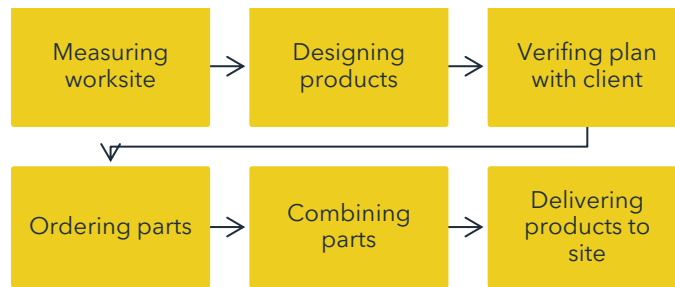 Measuring
worksite
Designing
products
Verifing plan
with client
Ordering parts
Combining
parts
Delivering
products to
site